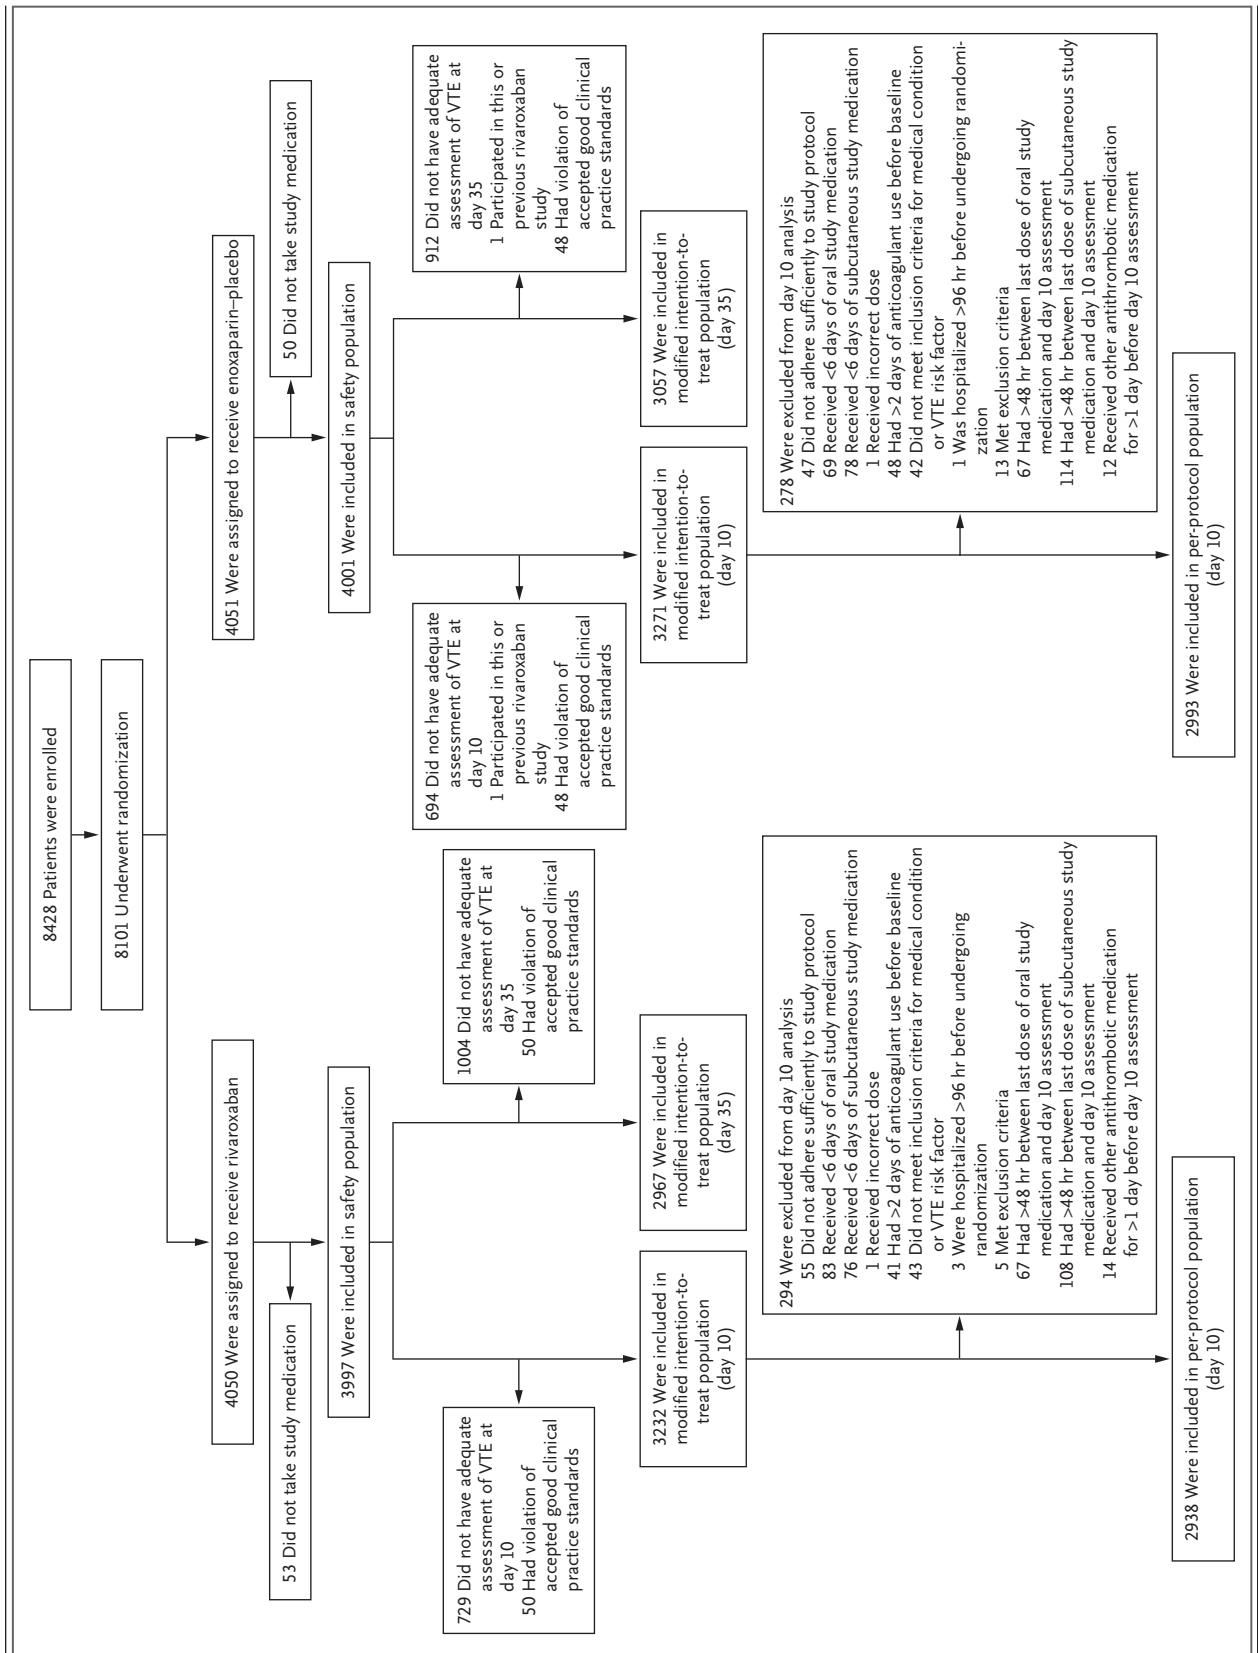 8428 Patients were enrolled
8101 Underwent randomization
4050 Were assigned to receive rivaroxaban
53 Did not take study medication
3997 Were included in safety population
729 Did not have adequate
assessment of VTE at
day 10
50 Had violation of
accepted good clinical
practice standards
1004 Did not have adequate
assessment of VTE at
day 35
50 Had violation of
accepted good clinical
practice standards
3232 Were included in
modified intention-to-
treat population
(day 10)
2967 Were included in
modified intention-to-
treat population
(day 35)
294 Were excluded from day 10 analysis
55 Did not adhere sufficiently to study protocol
83 Received <6 days of oral study medication
76 Received <6 days of subcutaneous study medication
1 Received incorrect dose
41 Had >2 days of anticoagulant use before baseline
43 Did not meet inclusion criteria for medical condition
or VTE risk factor
3 Were hospitalized >96 hr before undergoing
randomization
5 Met exclusion criteria
67 Had >48 hr between last dose of oral study
medication and day 10 assessment
108 Had >48 hr between last dose of subcutaneous study
medication and day 10 assessment
14 Received other antithrombotic medication
for >1 day before day 10 assessment
2938 Were included in per-protocol population
(day 10)
4051 Were assigned to receive enoxaparin–placebo
50 Did not take study medication
4001 Were included in safety population
694 Did not have adequate
assessment of VTE at
day 10
1 Participated in this or
previous rivaroxaban
study
48 Had violation of
accepted good clinical
practice standards
912 Did not have adequate
assessment of VTE at
day 35
1 Participated in this or
previous rivaroxaban
study
48 Had violation of
accepted good clinical
practice standards
3271 Were included in
modified intention-to-
treat population
(day 10)
3057 Were included in
modified intention-to-
treat population
(day 35)
278 Were excluded from day 10 analysis
47 Did not adhere sufficiently to study protocol
69 Received <6 days of oral study medication
78 Received <6 days of subcutaneous study medication
1 Received incorrect dose
48 Had >2 days of anticoagulant use before baseline
42 Did not meet inclusion criteria for medical condition
or VTE risk factor
1 Was hospitalized >96 hr before undergoing randomi-
zation
13 Met exclusion criteria
67 Had >48 hr between last dose of oral study
medication and day 10 assessment
114 Had >48 hr between last dose of subcutaneous study
medication and day 10 assessment
12 Received other antithrombotic medication
for >1 day before day 10 assessment
2993 Were included in per-protocol population
(day 10)